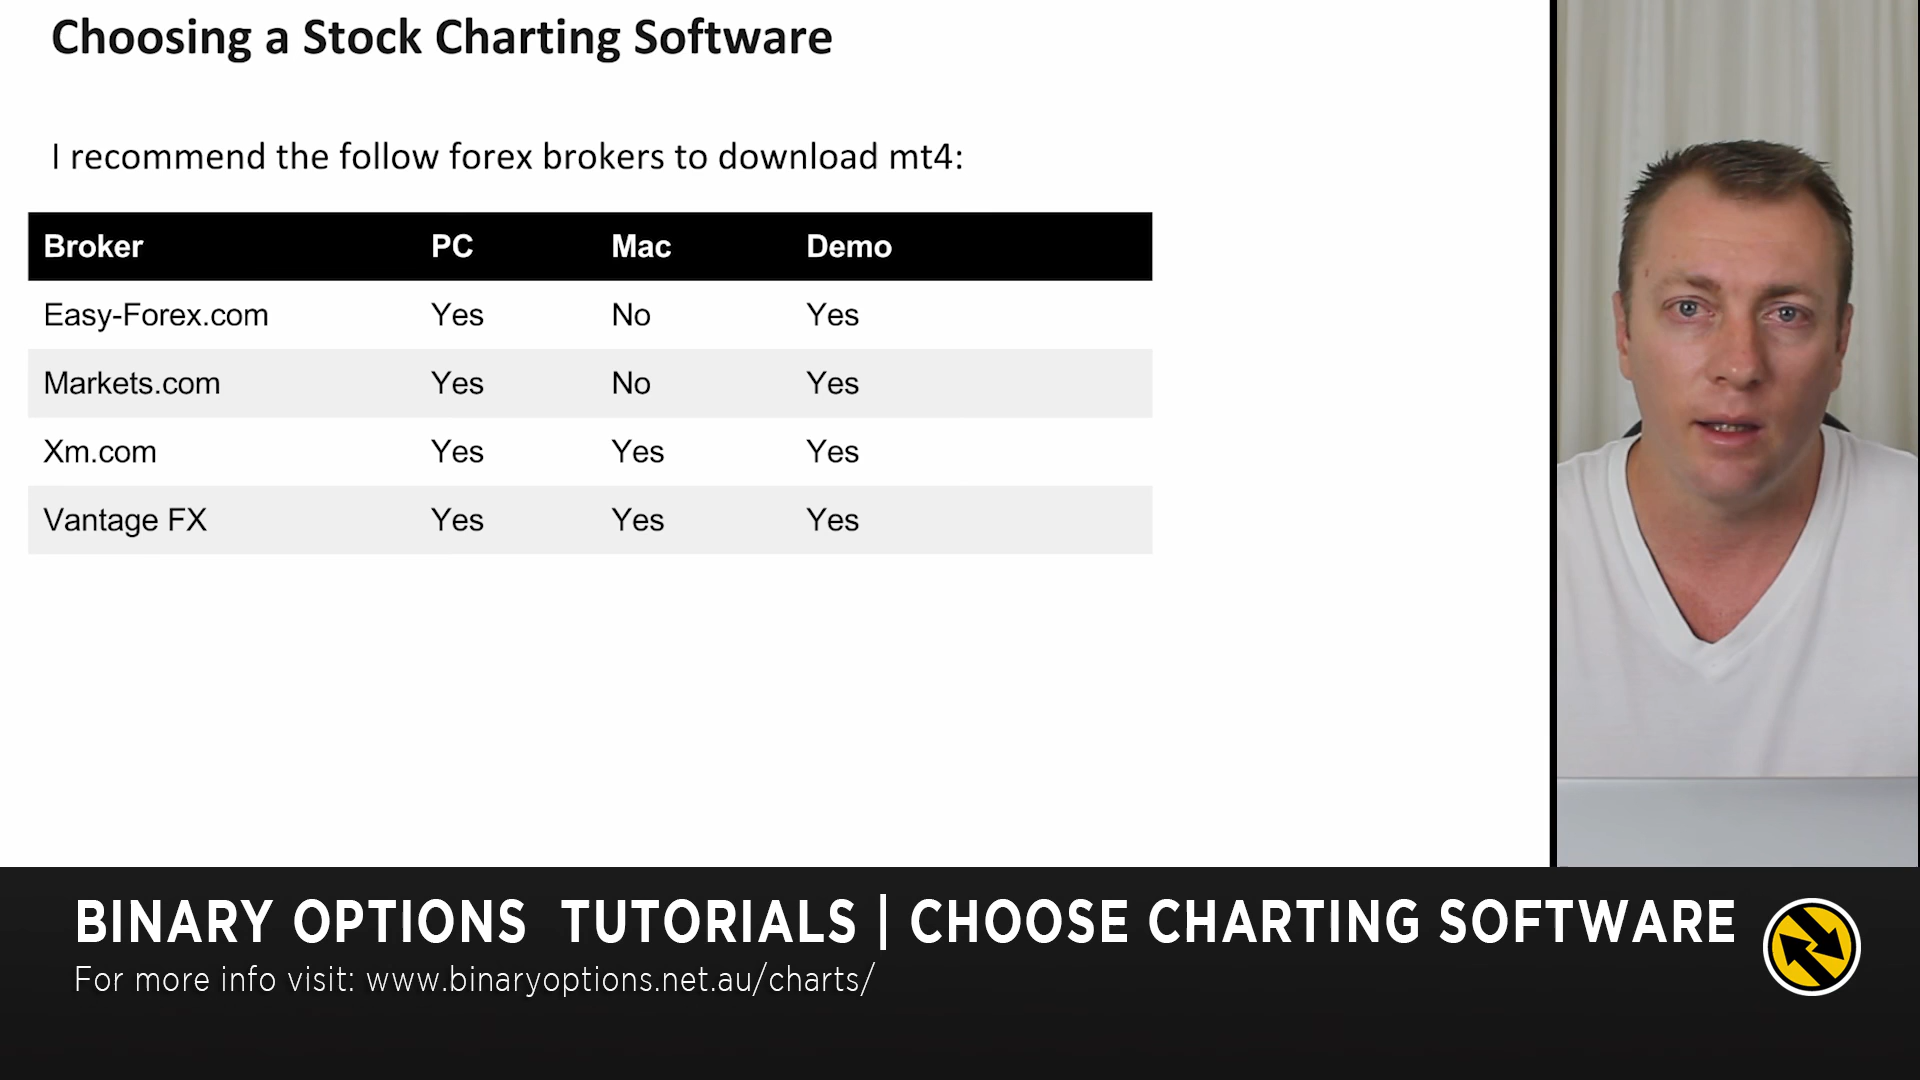 Choosing a Stock Charting Software
I recommend the follow forex brokers to download mt4:
Broker PC Mac Demo
Easy-Forex.com Yes No Yes
Markets.com Yes No Yes
Xm.com Yes Yes Yes
Vantage FX Yes Yes Yes
BINARY OPTIONS TUTORIALS | CHOOSE CHARTING SOFTWARE
For more info visit: www.binaryoptions.net.au/charts/